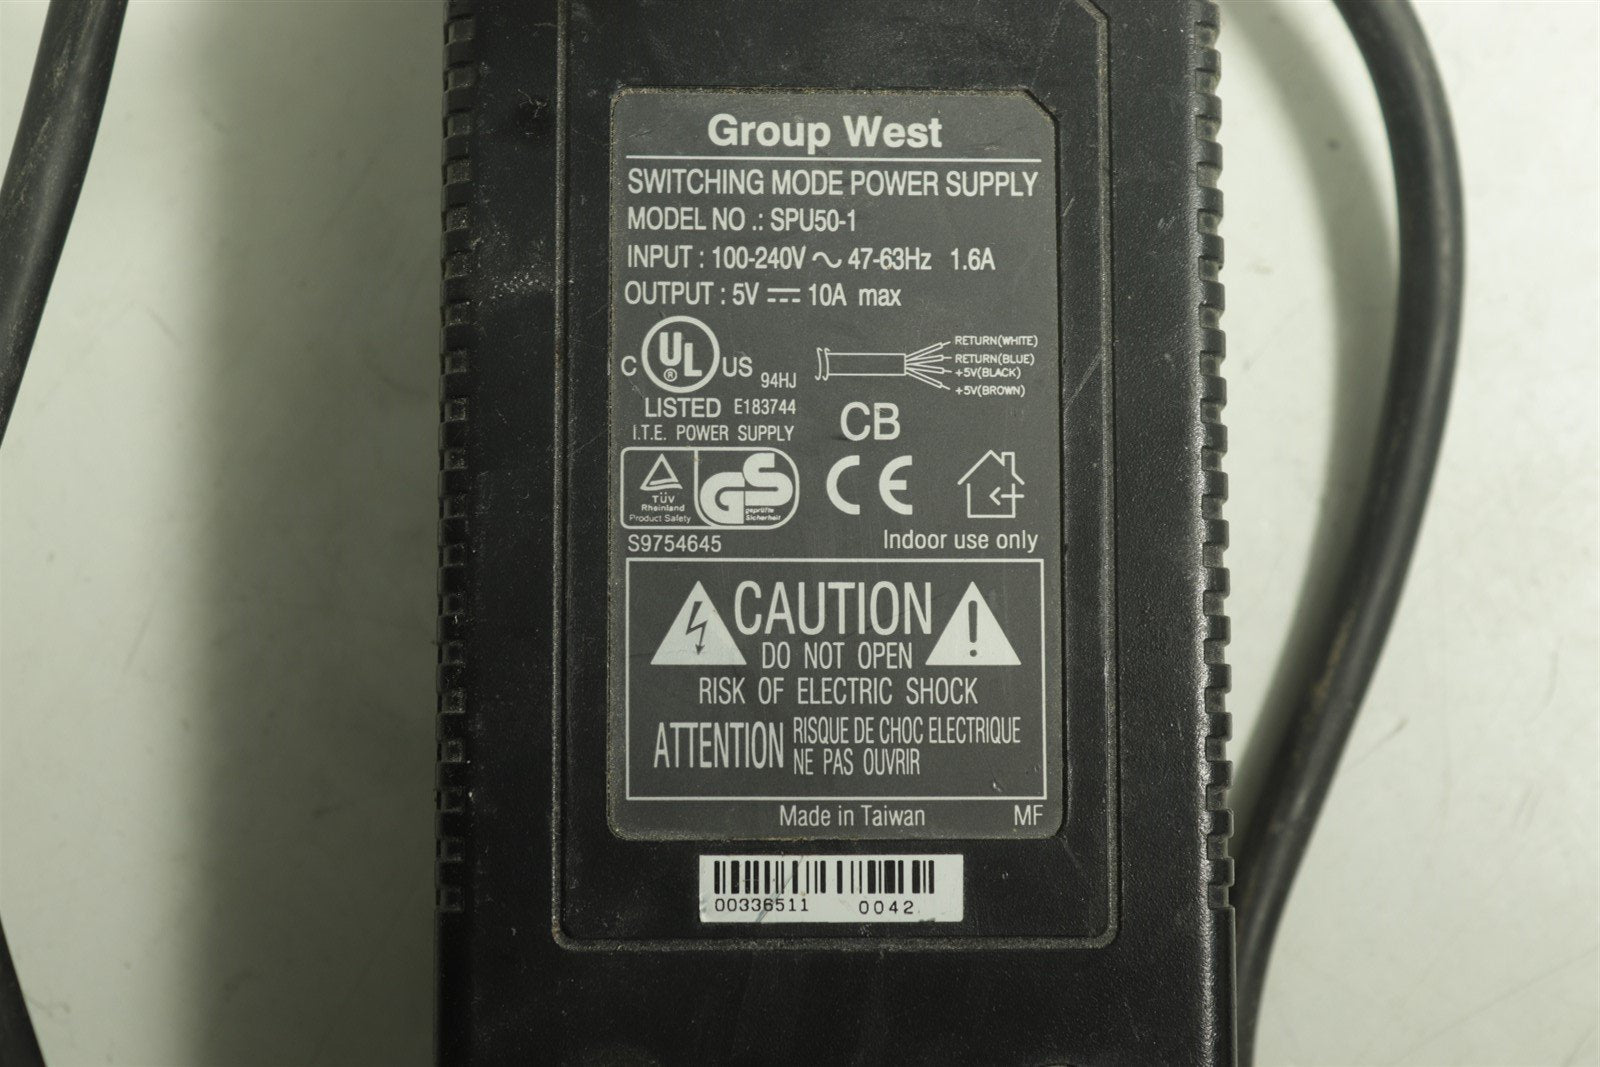 Group West
SWITCHING MODE POWER SUPPLY
MODEL NO .: SPU50-1
INPUT : 100-240V ~ 47-63Hz 1.6A
OUTPUT : 5V ⎓ 10A max
C UL ® US 94HJ
LISTED E183744
I.T.E. POWER SUPPLY
RETURN(WHITE)
RETURN(BLUE)
+5V(BLACK)
+5V(BROWN)
CB
TÜV
Rheinland
Product Safety
GS
geprüfte
Sicherheit
CE
S9754645
Indoor use only
CAUTION
DO NOT OPEN
RISK OF ELECTRIC SHOCK
ATTENTION RISQUE DE CHOC ELECTRIQUE
NE PAS OUVRIR
Made in Taiwan MF
00336511 0042